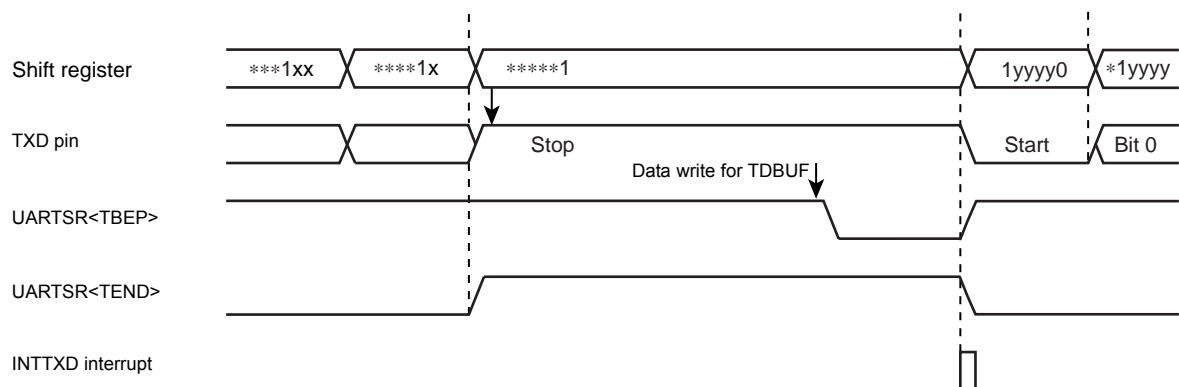 Shift register ***1xx ****1x *****1 1yyyy0 *1yyyy
TXD pin Stop Start Bit 0
Data write for TDBUF
UARTSR<TBEP>
UARTSR<TEND>
INTTXD interrupt